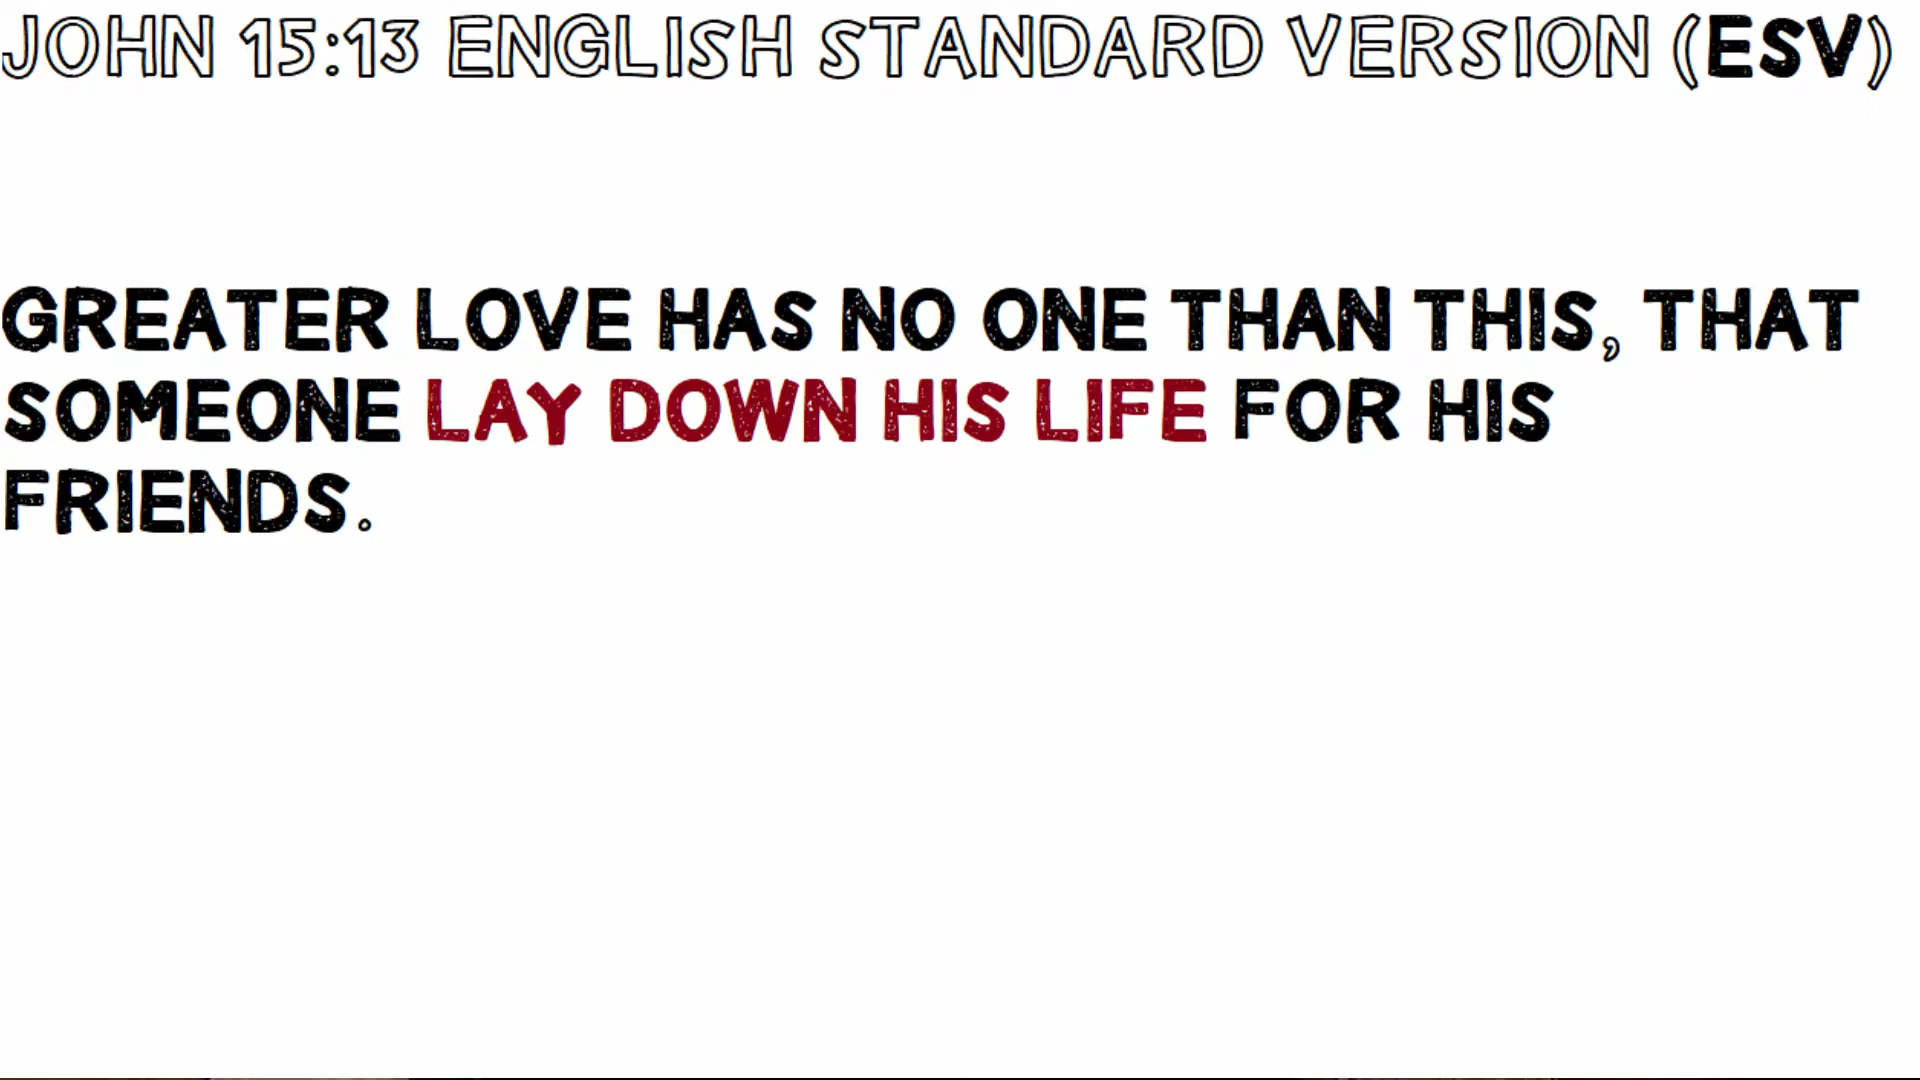 JOHN 15:13 ENGLISH STANDARD VERSION (ESV)
GREATER LOVE HAS NO ONE THAN THIS, THAT
SOMEONE LAY DOWN HIS LIFE FOR HIS
FRIENDS.